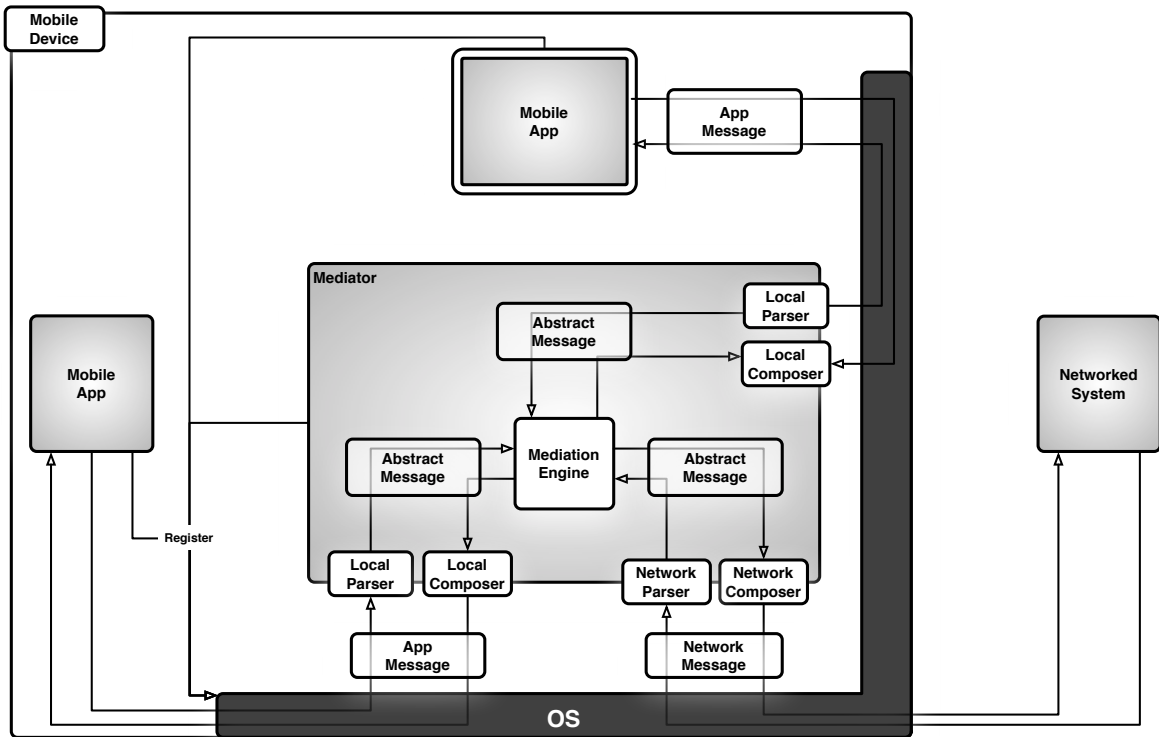 Mobile
Device
Mobile
App
App
Message
Mediator
Local
Parser
Abstract
Message
Local
Composer
Mobile
App
Networked
System
Mediation
Engine
Abstract
Message
Abstract
Message
Register
Local
Parser
Local
Composer
Network
Parser
Network
Composer
App
Message
Network
Message
OS